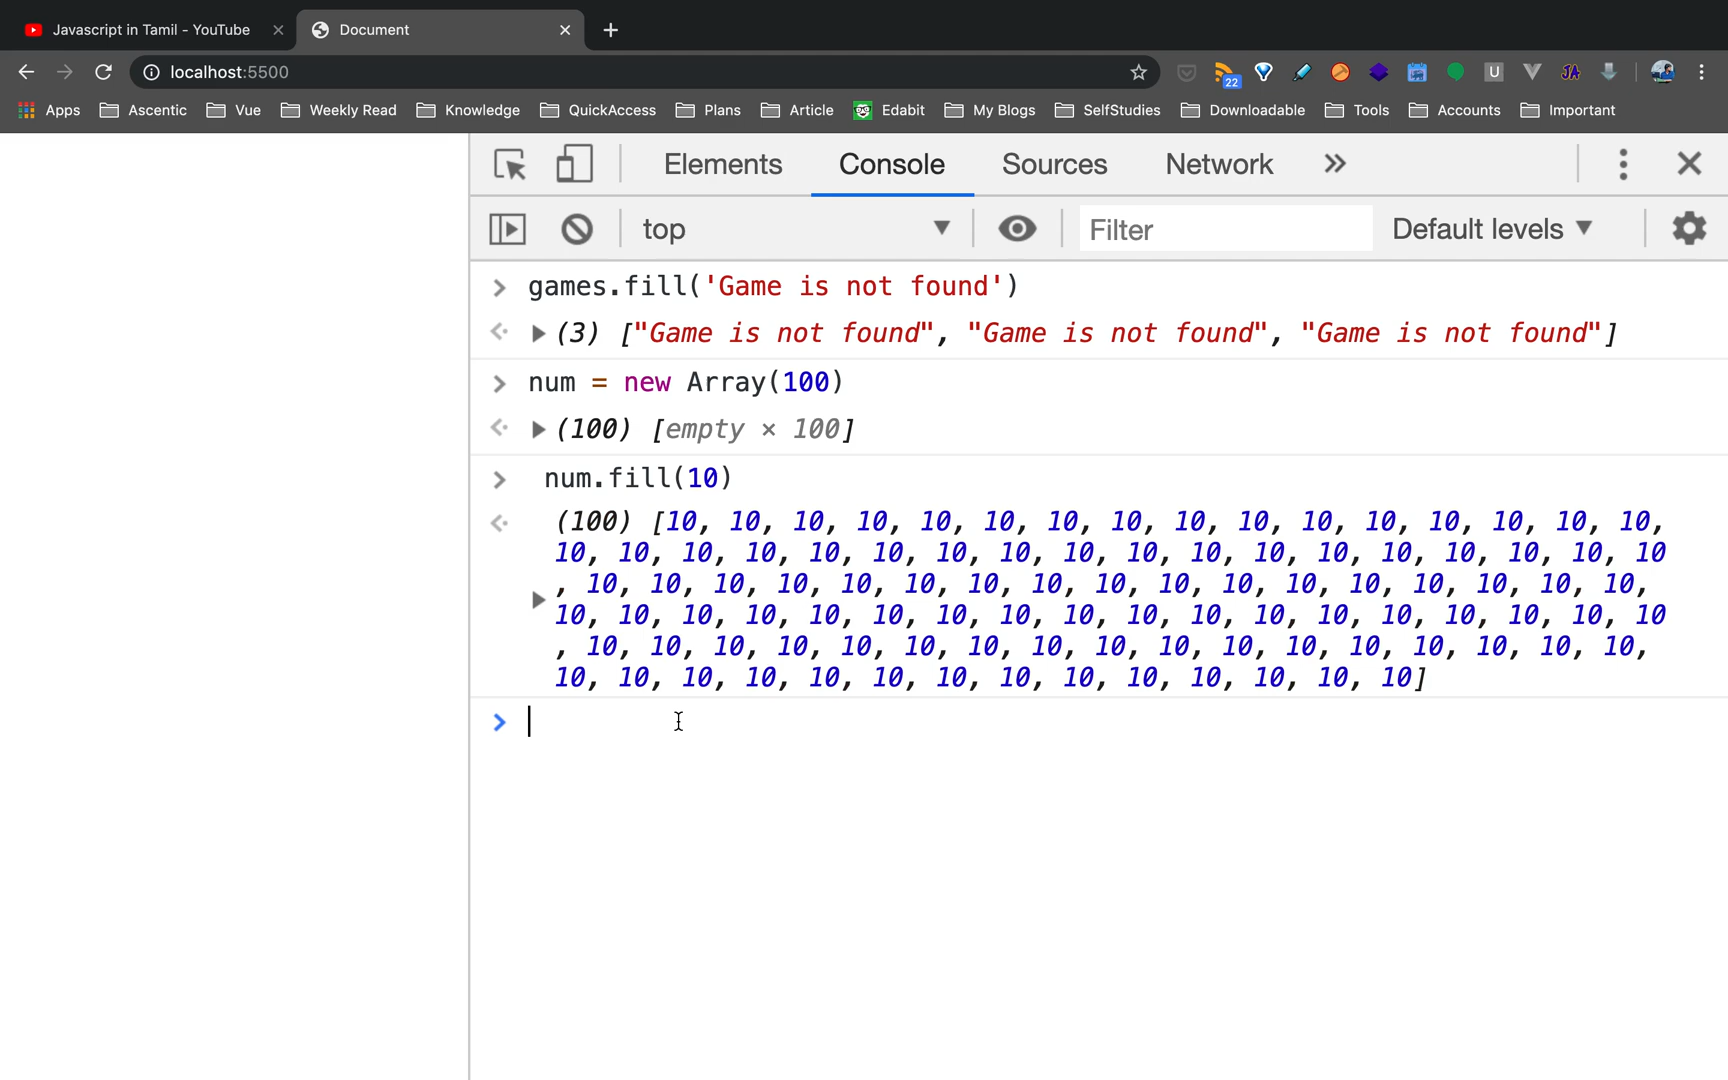 Javascript in Tamil - YouTube
Document
localhost:5500
22
U
JA
Apps
Ascentic
Vue
Weekly Read
Knowledge
QuickAccess
Plans
Article
Edabit
My Blogs
SelfStudies
Downloadable
Tools
Accounts
Important
Elements
Console
Sources
Network
top
Filter
Default levels
games.fill('Game is not found')
(3) ["Game is not found", "Game is not found", "Game is not found"]
num = new Array(100)
(100) [empty × 100]
num.fill(10)
(100) [10, 10, 10, 10, 10, 10, 10, 10, 10, 10, 10, 10, 10, 10, 10, 10,
10, 10, 10, 10, 10, 10, 10, 10, 10, 10, 10, 10, 10, 10, 10, 10, 10, 10
, 10, 10, 10, 10, 10, 10, 10, 10, 10, 10, 10, 10, 10, 10, 10, 10, 10,
10, 10, 10, 10, 10, 10, 10, 10, 10, 10, 10, 10, 10, 10, 10, 10, 10, 10
, 10, 10, 10, 10, 10, 10, 10, 10, 10, 10, 10, 10, 10, 10, 10, 10, 10,
10, 10, 10, 10, 10, 10, 10, 10, 10, 10, 10, 10, 10, 10]